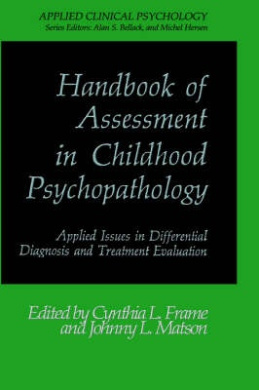 APPLIED CLINICAL PSYCHOLOGY
Series Editors: Alan S. Bellack, and Michel Hersen
Handbook of
Assessment
in Childhood
Psychopathology
Applied Issues in Differential
Diagnosis and Treatment Evaluation
Edited by Cynthia L. Frame
and Johnny L. Matson